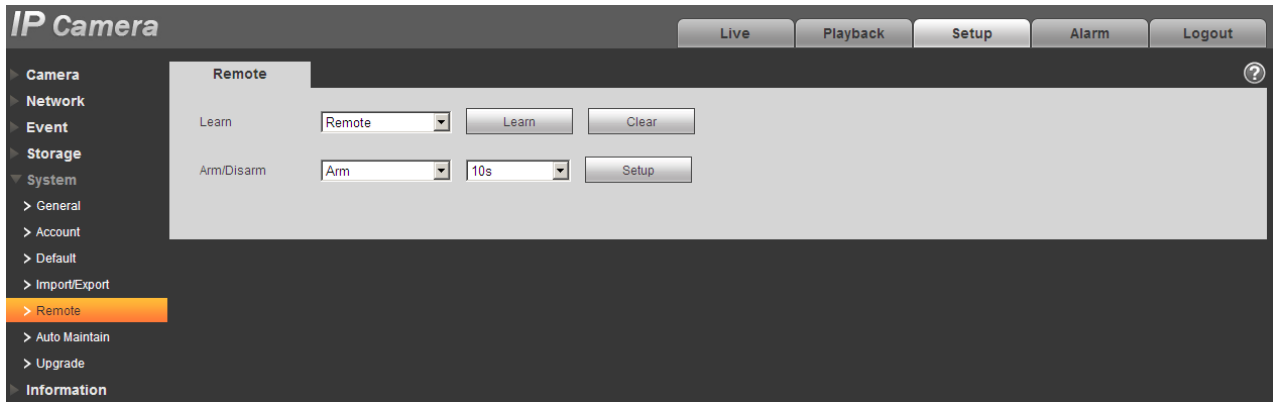 IP Camera
Live Playback Setup Alarm Logout
Camera
Network
Event
Storage
System
> General
> Account
> Default
> Import/Export
> Remote
> Auto Maintain
> Upgrade
Information
Remote ?
Learn Remote Learn Clear
Arm/Disarm Arm 10s Setup